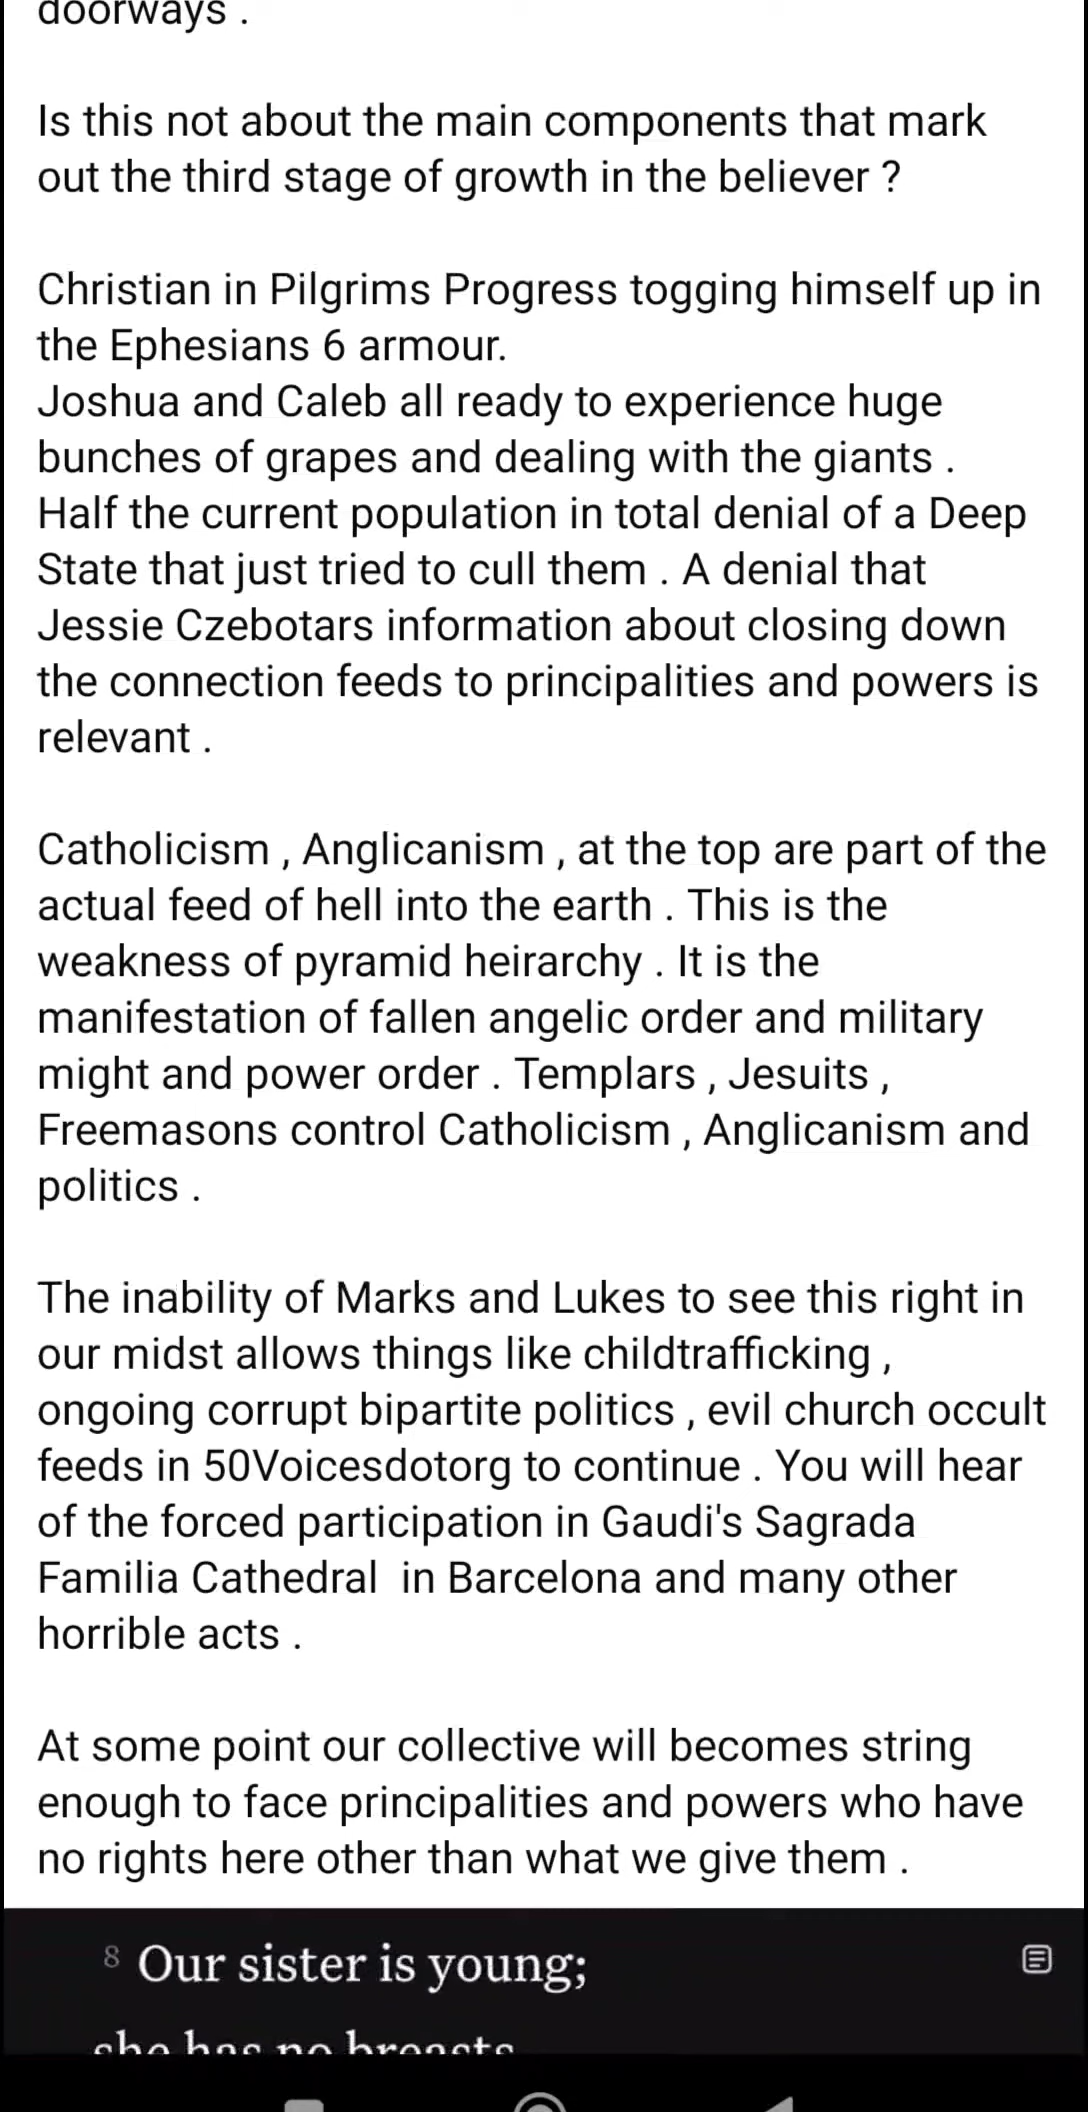 doorways .
Is this not about the main components that mark
out the third stage of growth in the believer ?
Christian in Pilgrims Progress togging himself up in
the Ephesians 6 armour.
Joshua and Caleb all ready to experience huge
bunches of grapes and dealing with the giants .
Half the current population in total denial of a Deep
State that just tried to cull them . A denial that
Jessie Czebotars information about closing down
the connection feeds to principalities and powers is
relevant .
Catholicism , Anglicanism , at the top are part of the
actual feed of hell into the earth . This is the
weakness of pyramid heirarchy . It is the
manifestation of fallen angelic order and military
might and power order . Templars , Jesuits ,
Freemasons control Catholicism , Anglicanism and
politics .
The inability of Marks and Lukes to see this right in
our midst allows things like childtrafficking ,
ongoing corrupt bipartite politics , evil church occult
feeds in 50Voicesdotorg to continue . You will hear
of the forced participation in Gaudi's Sagrada
Familia Cathedral  in Barcelona and many other
horrible acts .
At some point our collective will becomes string
enough to face principalities and powers who have
no rights here other than what we give them .
8 Our sister is young;
she has no breasts